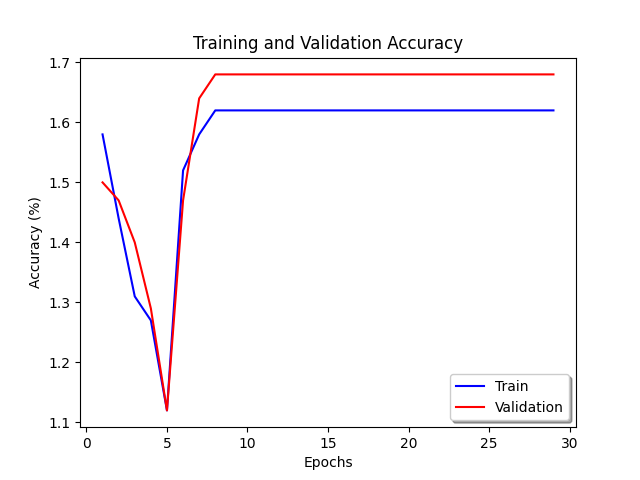 Training and Validation Accuracy
1.7
1.6
1.5
1.4
1.3
1.2
1.1
Accuracy (%)
0 5 10 15 20 25 30
Epochs
Train
Validation